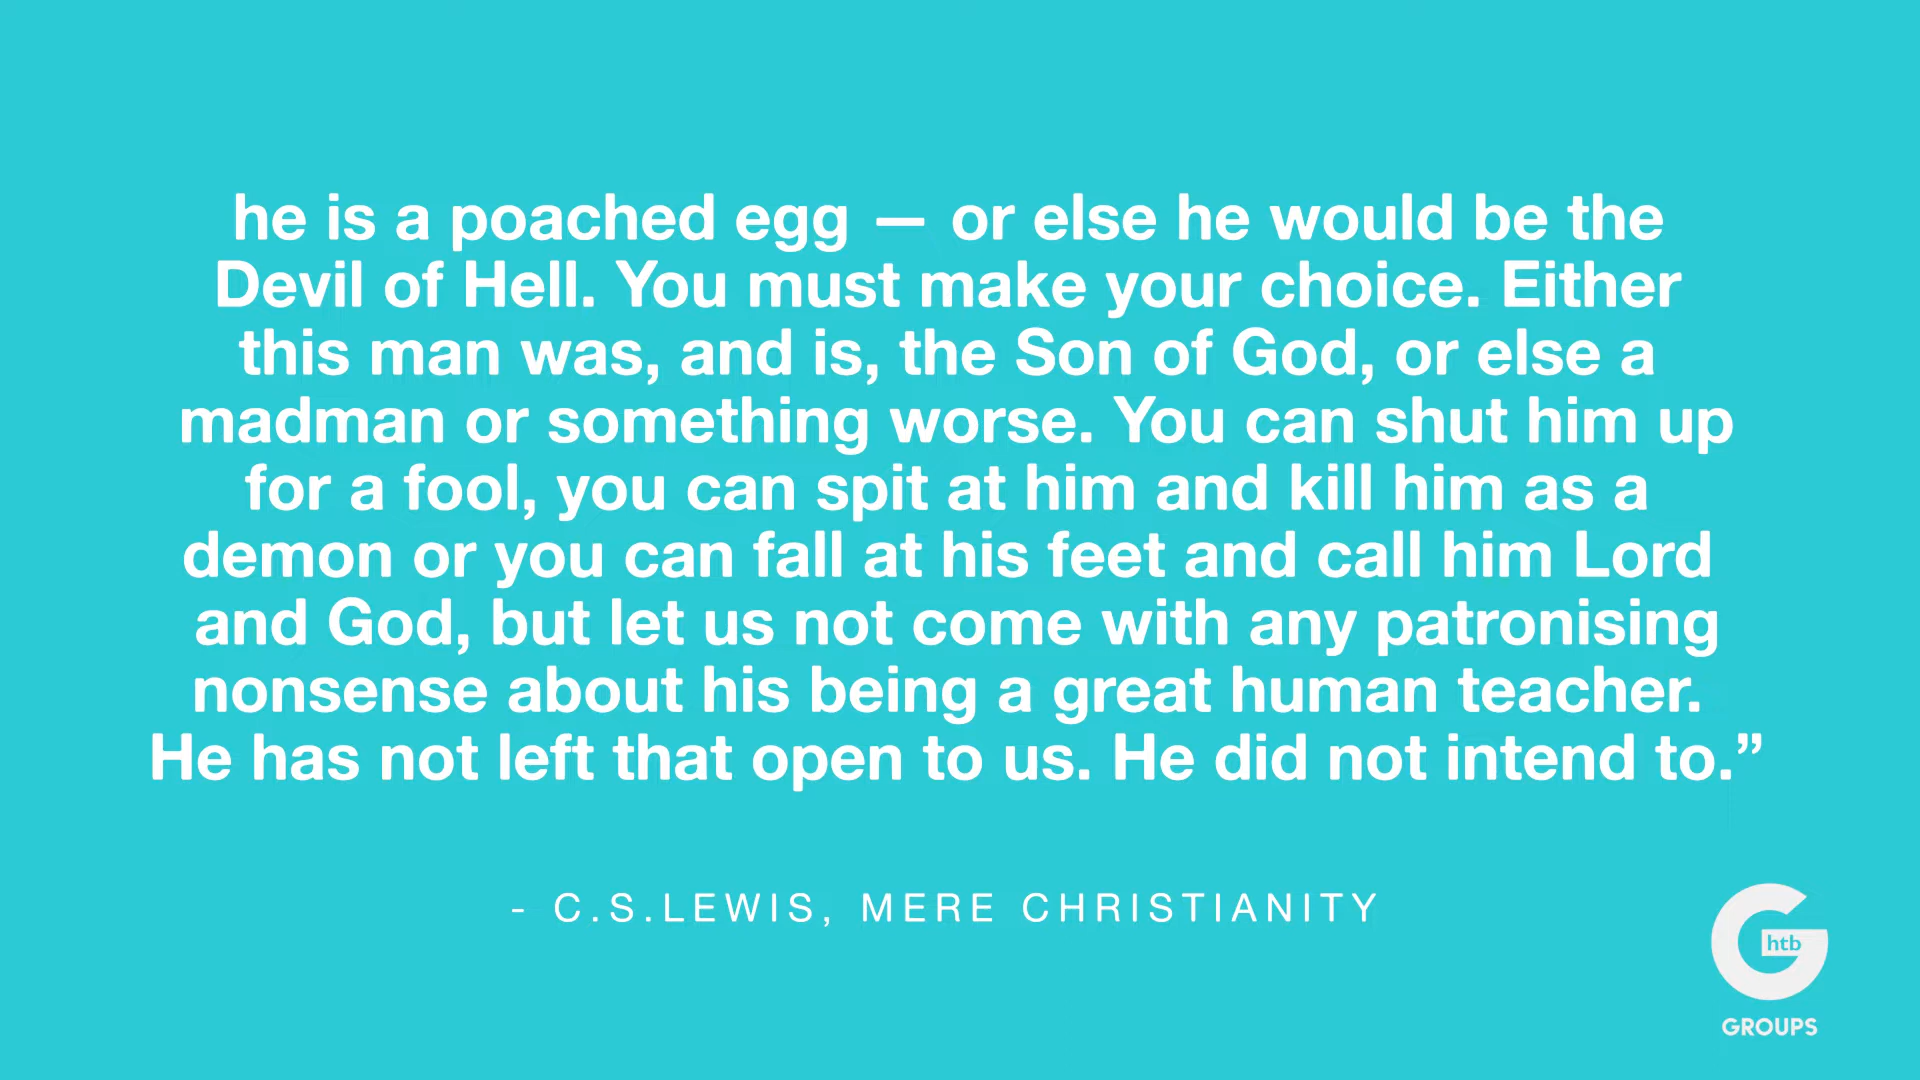 he is a poached egg — or else he would be the
Devil of Hell. You must make your choice. Either
this man was, and is, the Son of God, or else a
madman or something worse. You can shut him up
for a fool, you can spit at him and kill him as a
demon or you can fall at his feet and call him Lord
and God, but let us not come with any patronising
nonsense about his being a great human teacher.
He has not left that open to us. He did not intend to.”
- C.S.LEWIS, MERE CHRISTIANITY
htb
GROUPS